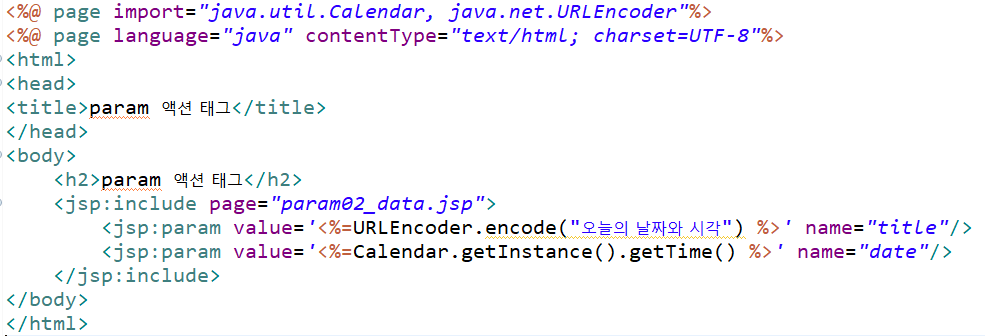 <%@ page import="java.util.Calendar, java.net.URLEncoder"%>
<%@ page language="java" contentType="text/html; charset=UTF-8"%>
<html>
<head>
<title>param 액션 태그</title>
</head>
<body>
    <h2>param 액션 태그</h2>
    <jsp:include page="param02_data.jsp">
        <jsp:param value='<%=URLEncoder.encode("오늘의 날짜와 시각") %>' name="title"/>
        <jsp:param value='<%=Calendar.getInstance().getTime() %>' name="date"/>
    </jsp:include>
</body>
</html>